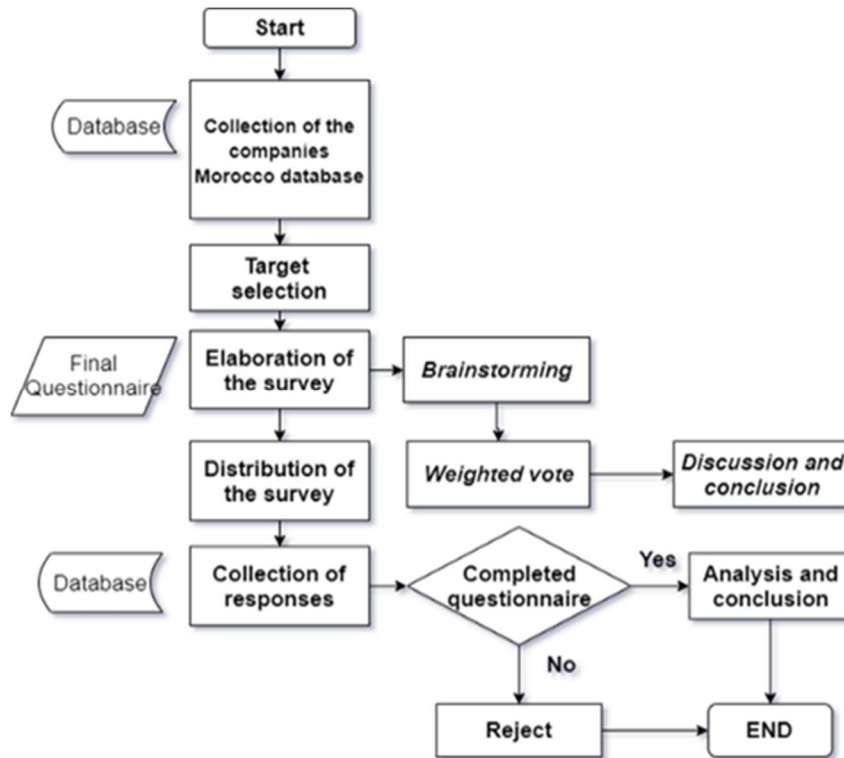 Start
Database
Collection of the
companies
Morocco database
Target
selection
Final
Questionnaire
Elaboration of
the survey
Brainstorming
Distribution of
the survey
Weighted vote
Discussion and
conclusion
Database
Collection of
responses
Completed
questionnaire
Yes
Analysis and
conclusion
No
Reject
END